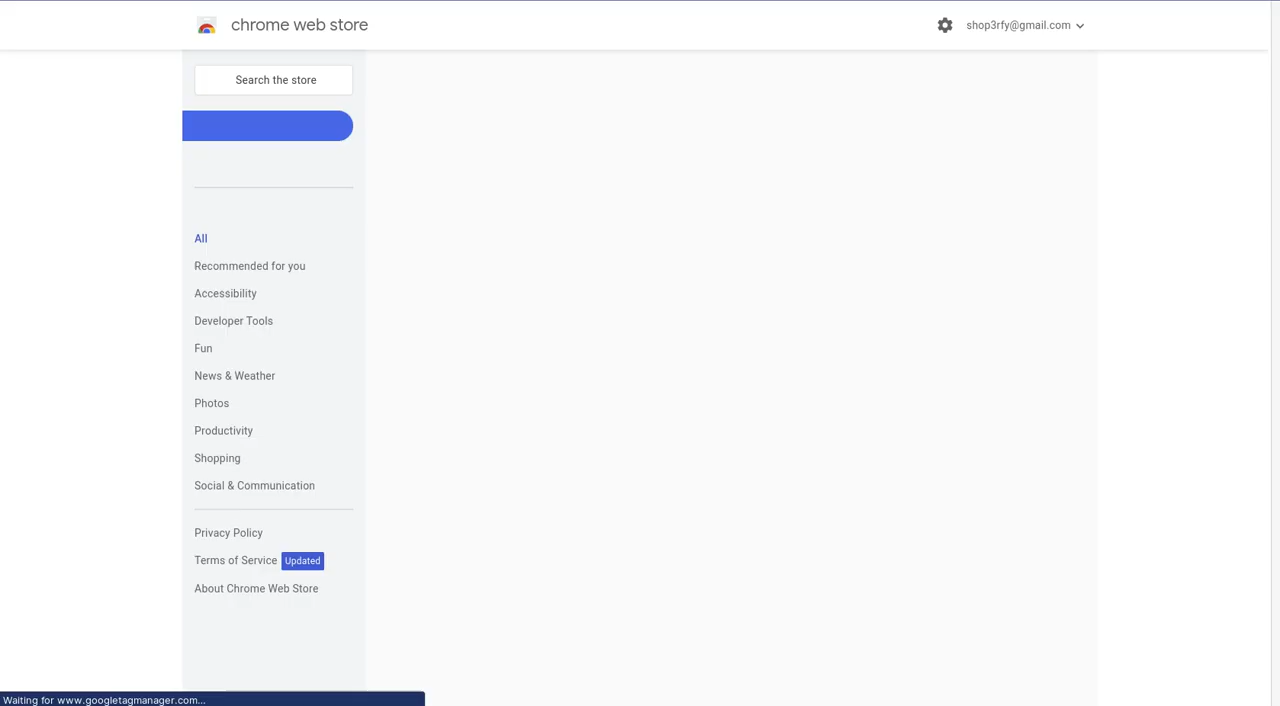 chrome web store
shop3rfy@gmail.com
Search the store
All
Recommended for you
Accessibility
Developer Tools
Fun
News & Weather
Photos
Productivity
Shopping
Social & Communication
Privacy Policy
Terms of Service Updated
About Chrome Web Store
Waiting for www.googletagmanager.com...